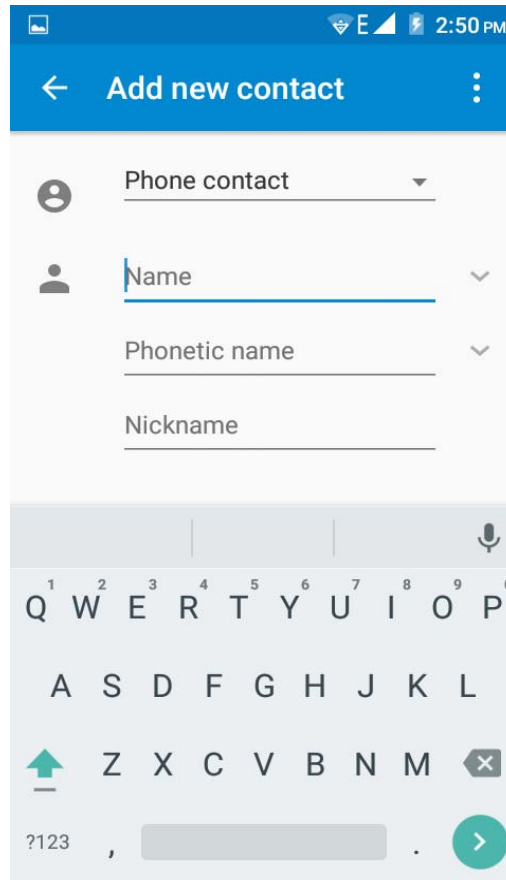 E 2:50 PM
Add new contact
Phone contact
Name
Phonetic name
Nickname
1 2 3 4 5 6 7 8 9
Q W E R T Y U I O P
A S D F G H J K L
Z X C V B N M
?123 , .